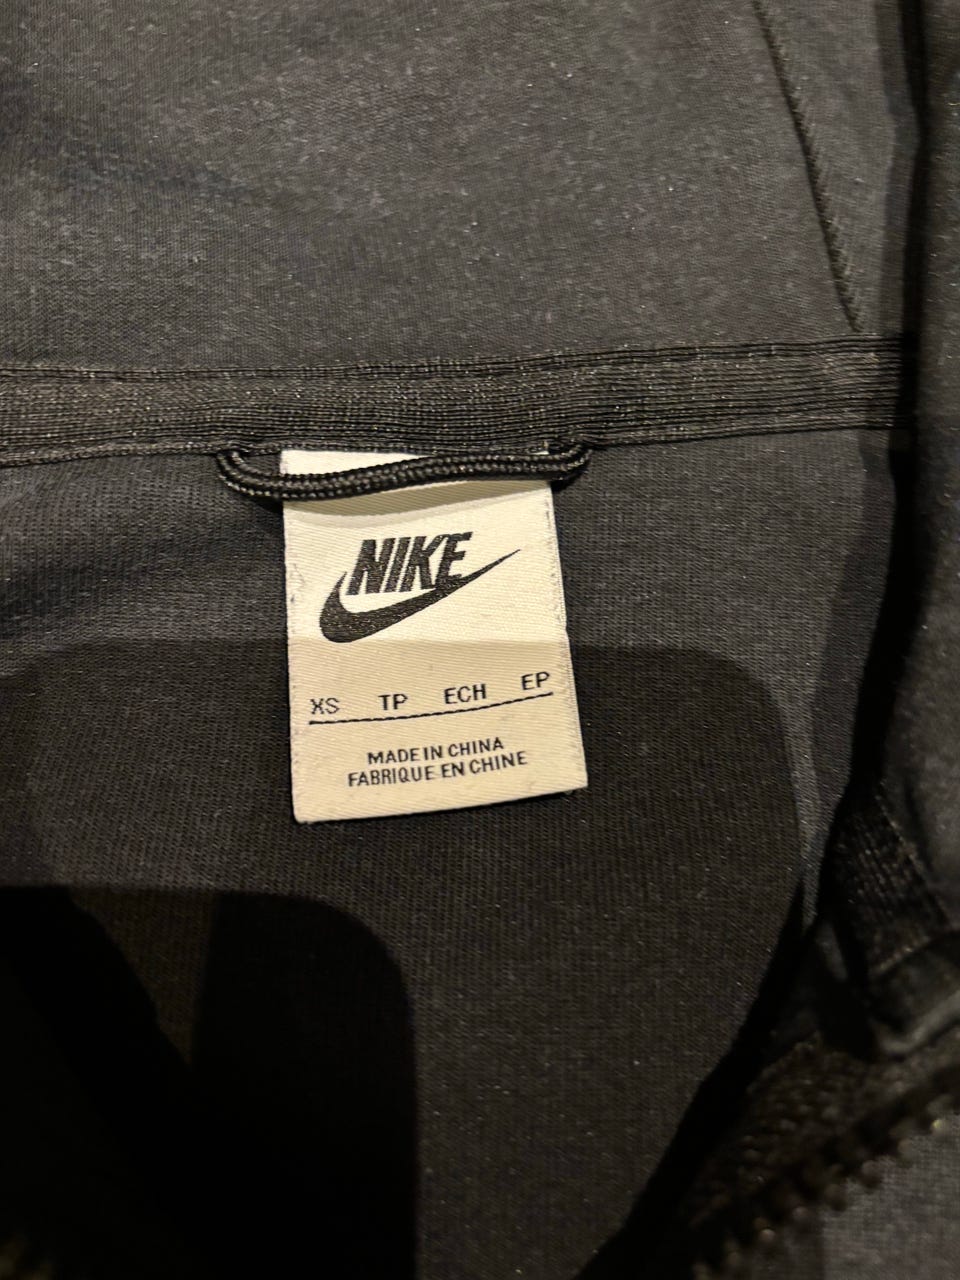 NIKE
XS TP ECH EP
MADE IN CHINA
FABRIQUE EN CHINE